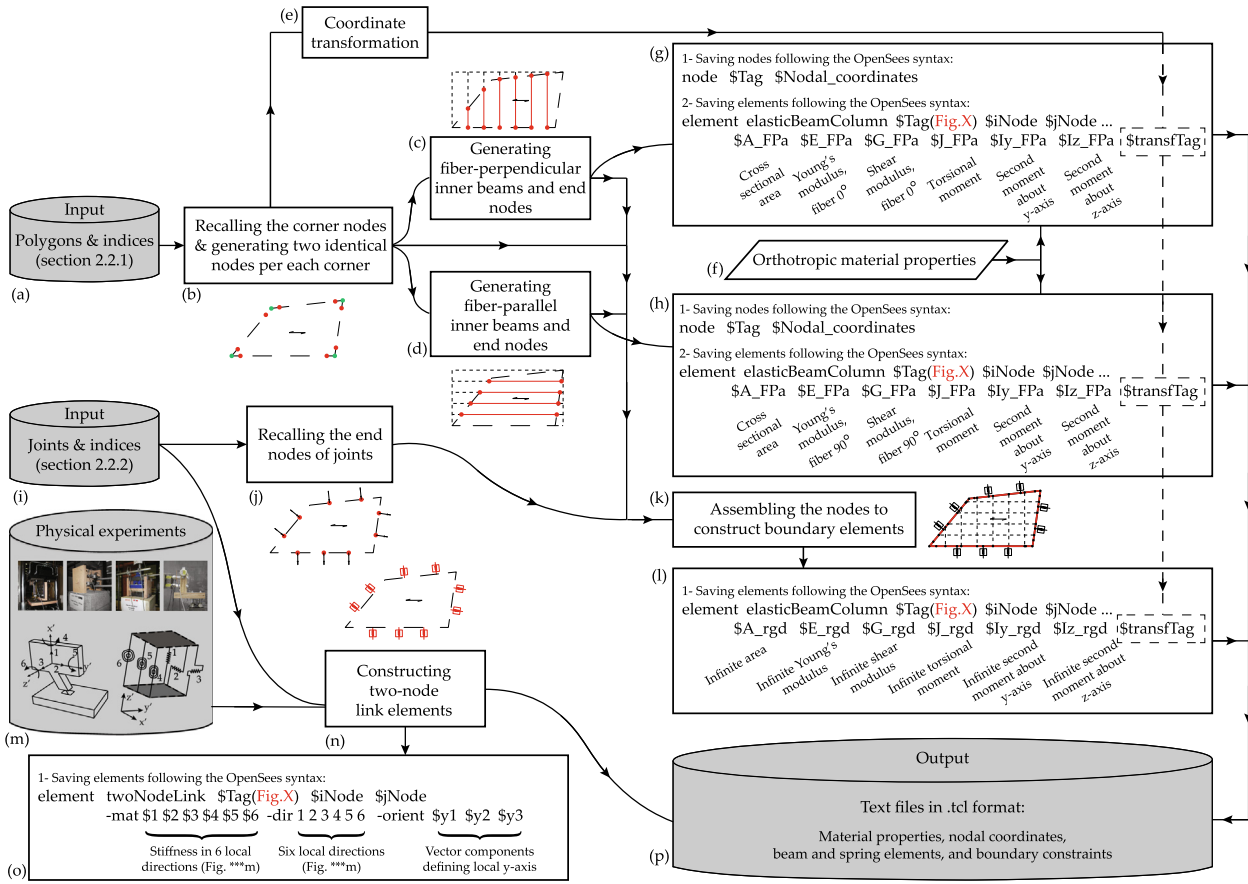 (e)
Coordinate
transformation
(g)
1- Saving nodes following the OpenSees syntax:
node $Tag $Nodal_coordinates
2- Saving elements following the OpenSees syntax:
element elasticBeamColumn $Tag(Fig.X) $iNode $jNode ...
$A_FPa $E_FPa $G_FPa $J_FPa $Iy_FPa $Iz_FPa $transfTag
Cross
sectional
area
Young's
modulus,
fiber 0°
Shear
modulus,
fiber 0°
Torsional
moment
Second
moment
about
y-axis
Second
moment
about
z-axis
(c)
Generating
fiber-perpendicular
inner beams and end
nodes
Input
Polygons & indices
(section 2.2.1)
(a)
Recalling the corner nodes
& generating two identical
nodes per each corner
(b)
(f)
Orthotropic material properties
Generating
fiber-parallel
inner beams and
end nodes
(d)
(h)
1- Saving nodes following the OpenSees syntax:
node $Tag $Nodal_coordinates
2- Saving elements following the OpenSees syntax:
element elasticBeamColumn $Tag(Fig.X) $iNode $jNode ...
$A_FPa $E_FPa $G_FPa $J_FPa $Iy_FPa $Iz_FPa $transfTag
Cross
sectional
area
Young's
modulus,
fiber 90°
Shear
modulus,
fiber 90°
Torsional
moment
Second
moment
about
y-axis
Second
moment
about
z-axis
Input
Joints & indices
(section 2.2.2)
(i)
Recalling the end
nodes of joints
(j)
(k)
Assembling the nodes to
construct boundary elements
Physical experiments
x′
4
1
5
6
3
2
y′
z′
6
5
4
1
2
3
z′
y′
x′
(m)
(l)
1- Saving elements following the OpenSees syntax:
element elasticBeamColumn $Tag(Fig.X) $iNode $jNode ...
$A_rgd $E_rgd $G_rgd $J_rgd $Iy_rgd $Iz_rgd $transfTag
Infinite area
Infinite Young's
modulus
Infinite shear
modulus
Infinite torsional
moment
Infinite second
moment about
y-axis
Infinite second
moment about
z-axis
Constructing
two-node
link elements
(n)
1- Saving elements following the OpenSees syntax:
element twoNodeLink $Tag(Fig.X) $iNode $jNode
-mat $1 $2 $3 $4 $5 $6 -dir 1 2 3 4 5 6 -orient $y1 $y2 $y3
Stiffness in 6 local
directions (Fig. ***m)
Six local directions
(Fig. ***m)
Vector components
defining local y-axis
(o)
Output
Text files in .tcl format:
Material properties, nodal coordinates,
beam and spring elements, and boundary constraints
(p)